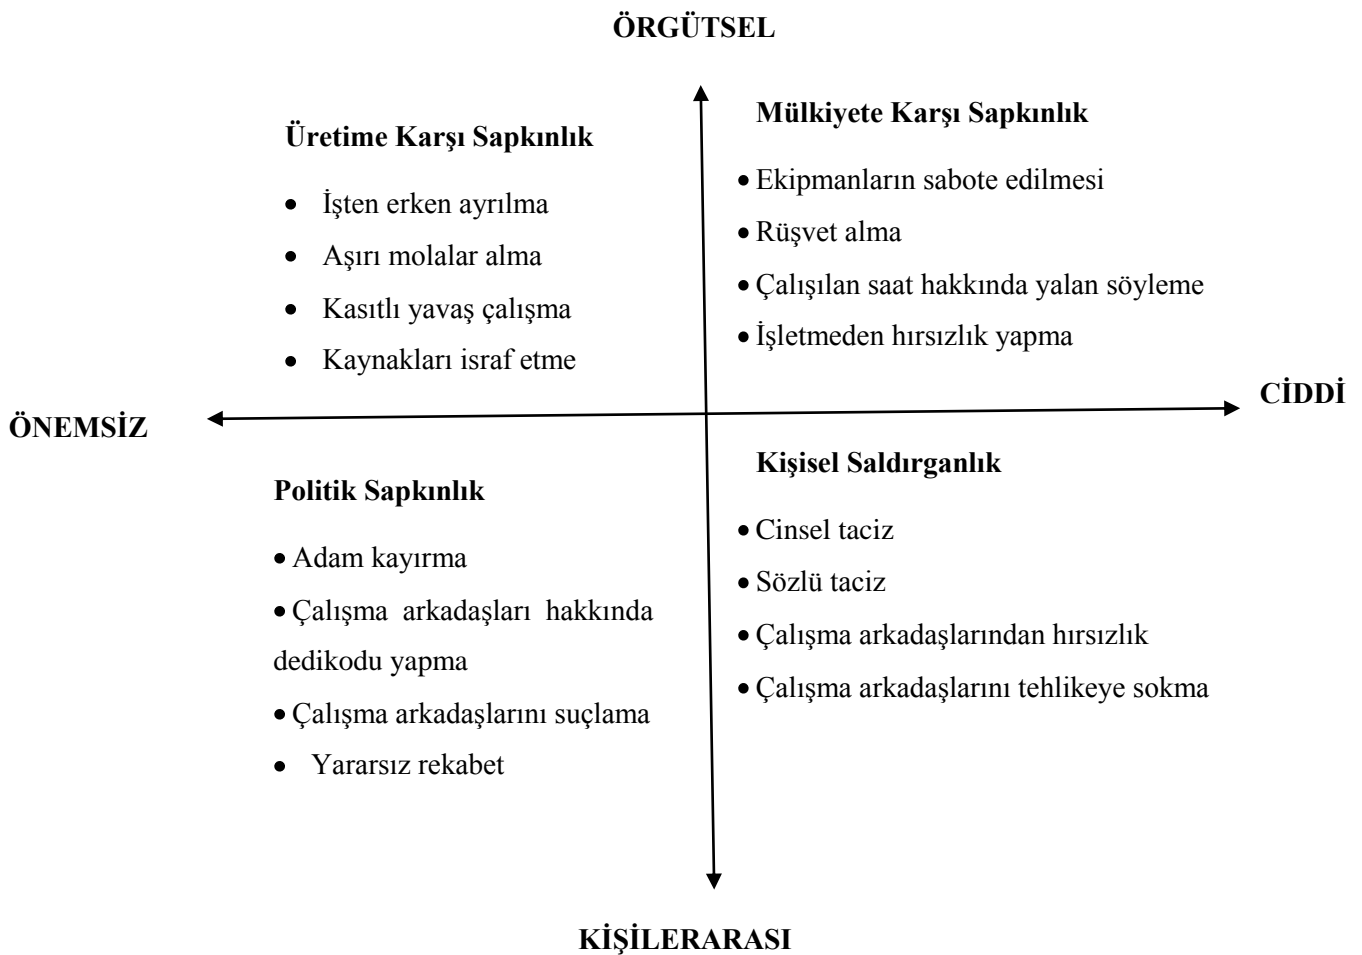 ÖRGÜTSEL
Üretime Karşı Sapkınlık
• İşten erken ayrılma
• Aşırı molalar alma
• Kasıtlı yavaş çalışma
• Kaynakları israf etme
Mülkiyete Karşı Sapkınlık
• Ekipmanların sabote edilmesi
• Rüşvet alma
• Çalışılan saat hakkında yalan söyleme
• İşletmeden hırsızlık yapma
ÖNEMSİZ
CİDDİ
Politik Sapkınlık
• Adam kayırma
• Çalışma arkadaşları hakkında
dedikodu yapma
• Çalışma arkadaşlarını suçlama
• Yararsız rekabet
Kişisel Saldırganlık
• Cinsel taciz
• Sözlü taciz
• Çalışma arkadaşlarından hırsızlık
• Çalışma arkadaşlarını tehlikeye sokma
KİŞİLERARASI